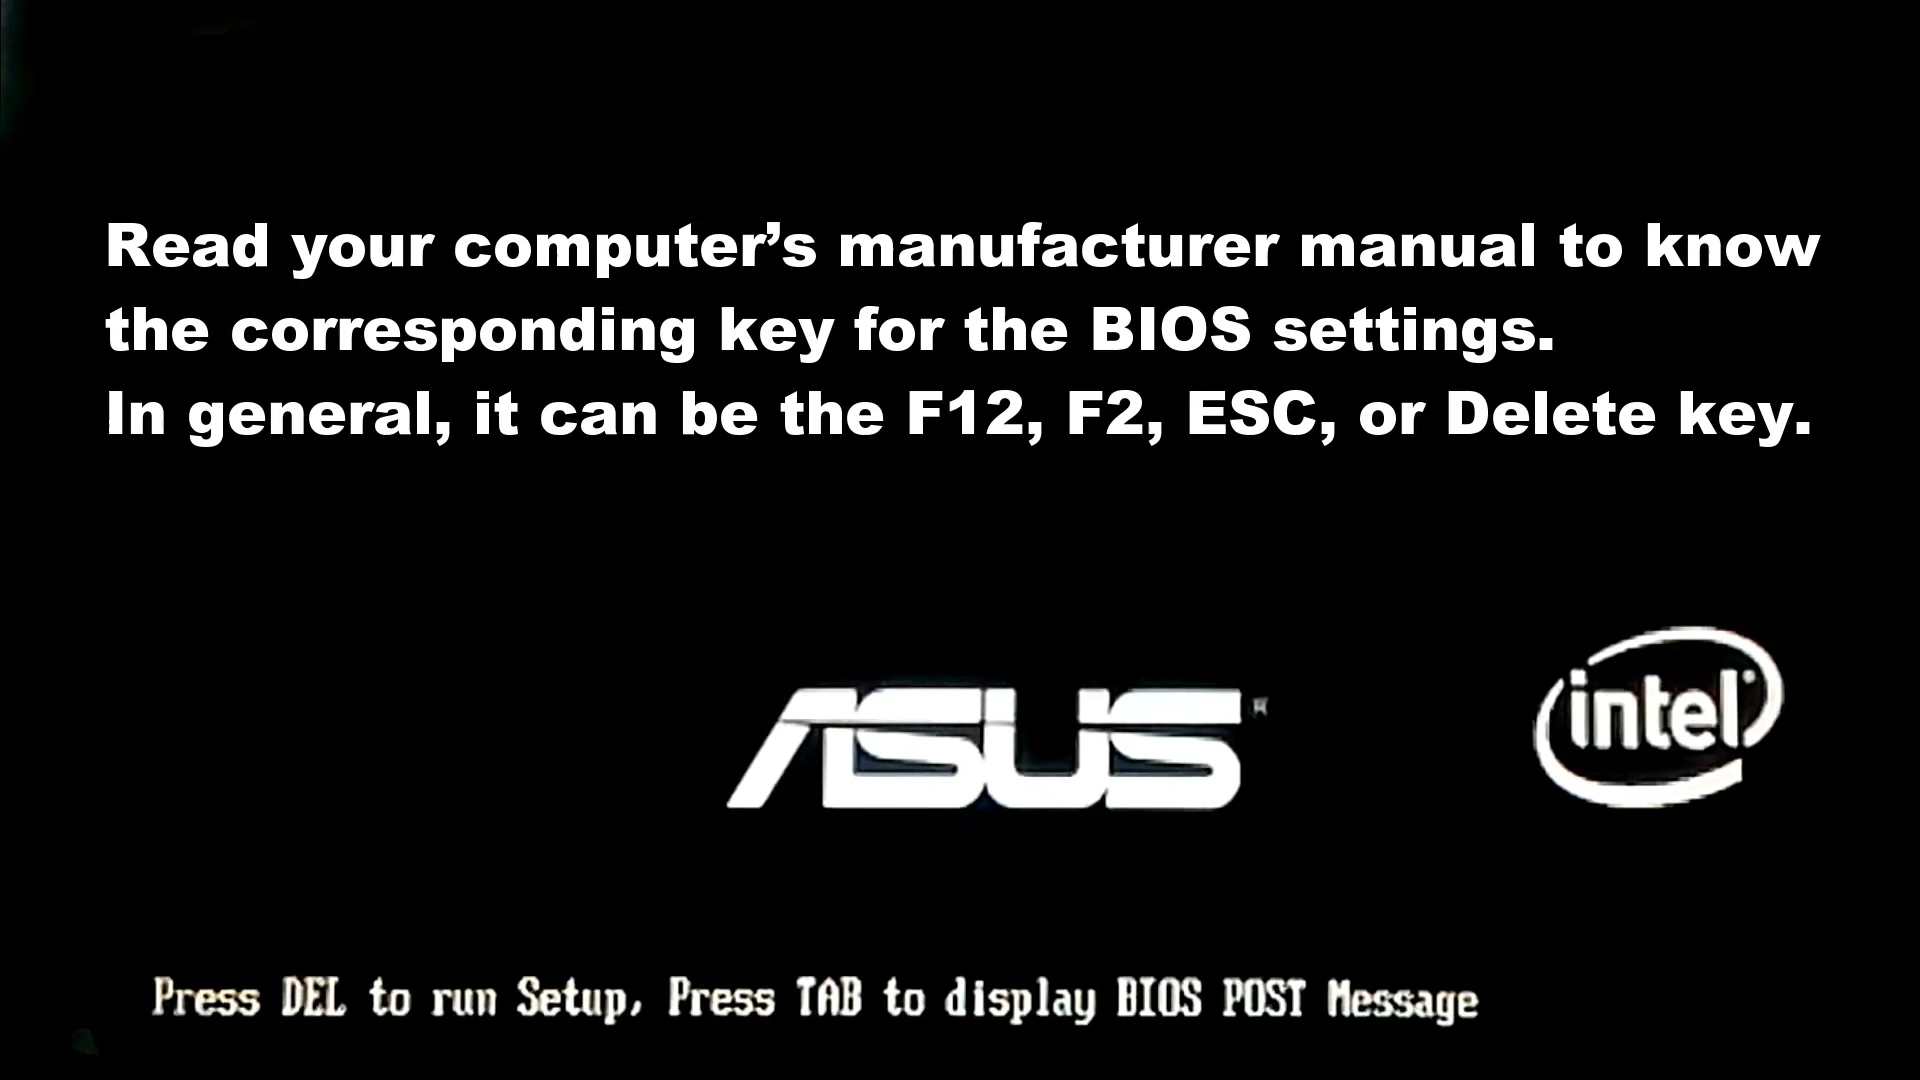 Read your computer’s manufacturer manual to know
the corresponding key for the BIOS settings.
In general, it can be the F12, F2, ESC, or Delete key.
ASUS®
intel®
Press DEL to run Setup, Press TAB to display BIOS POST Message